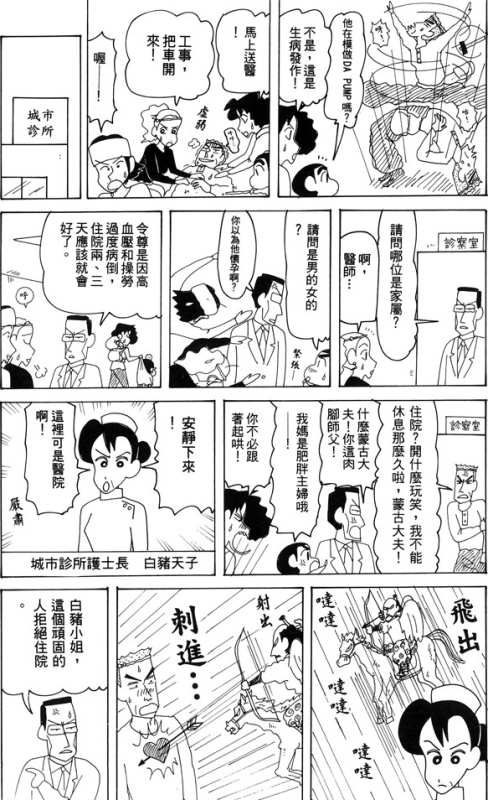 他在模倣DA PUMP嗎？
不是，這是
生病發作！
馬上送醫
！
虛弱
工事，
把車開
來！
喔——！
城市
診所
診察室
請問哪位是家屬？
啊，
醫師…
請問是男的女的
？
緊張
你以為他懷孕啊？
令尊是因高
血壓和操勞
過度病倒，
住院兩、三
天應該就會
好了。
呼
診察室
住院？開什麼玩笑，我不能
休息那麼久啦，蒙古大夫！
什麼蒙古大
夫！你這肉
腳師父！
我媽是肥胖主婦哦
——！
你不必跟
著起哄！
安靜下來
！
這裡可是醫院
啊！
嚴肅
城市診所護士長　白豬天子
飛出
噠噠
噠噠
噠噠
射出
刺進…
白豬小姐，
這個頑固的
人拒絕住院
。